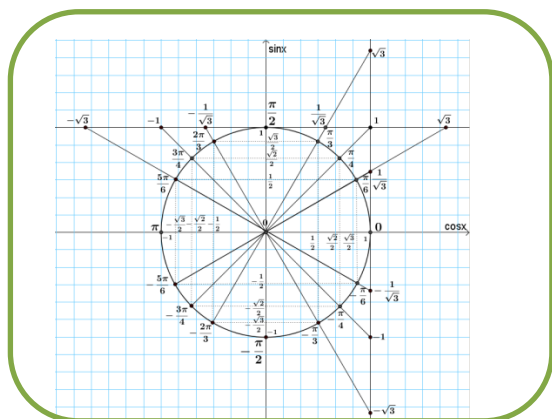 sinx
√3
-√3
-1
-1/√3
π/2
1/√3
1
√3
2π/3
1
√3/2
π/3
3π/4
√2/2
π/4
5π/6
1/2
π/6
1/√3
π
-√3/2
-√2/2
-1/2
0
0
cosx
-1
1/2
√2/2
√3/2
1
-5π/6
-1/2
-π/6
-1/√3
-3π/4
-√2/2
-π/4
-2π/3
-√3/2
-1
-π/3
-1
-π/2
-√3